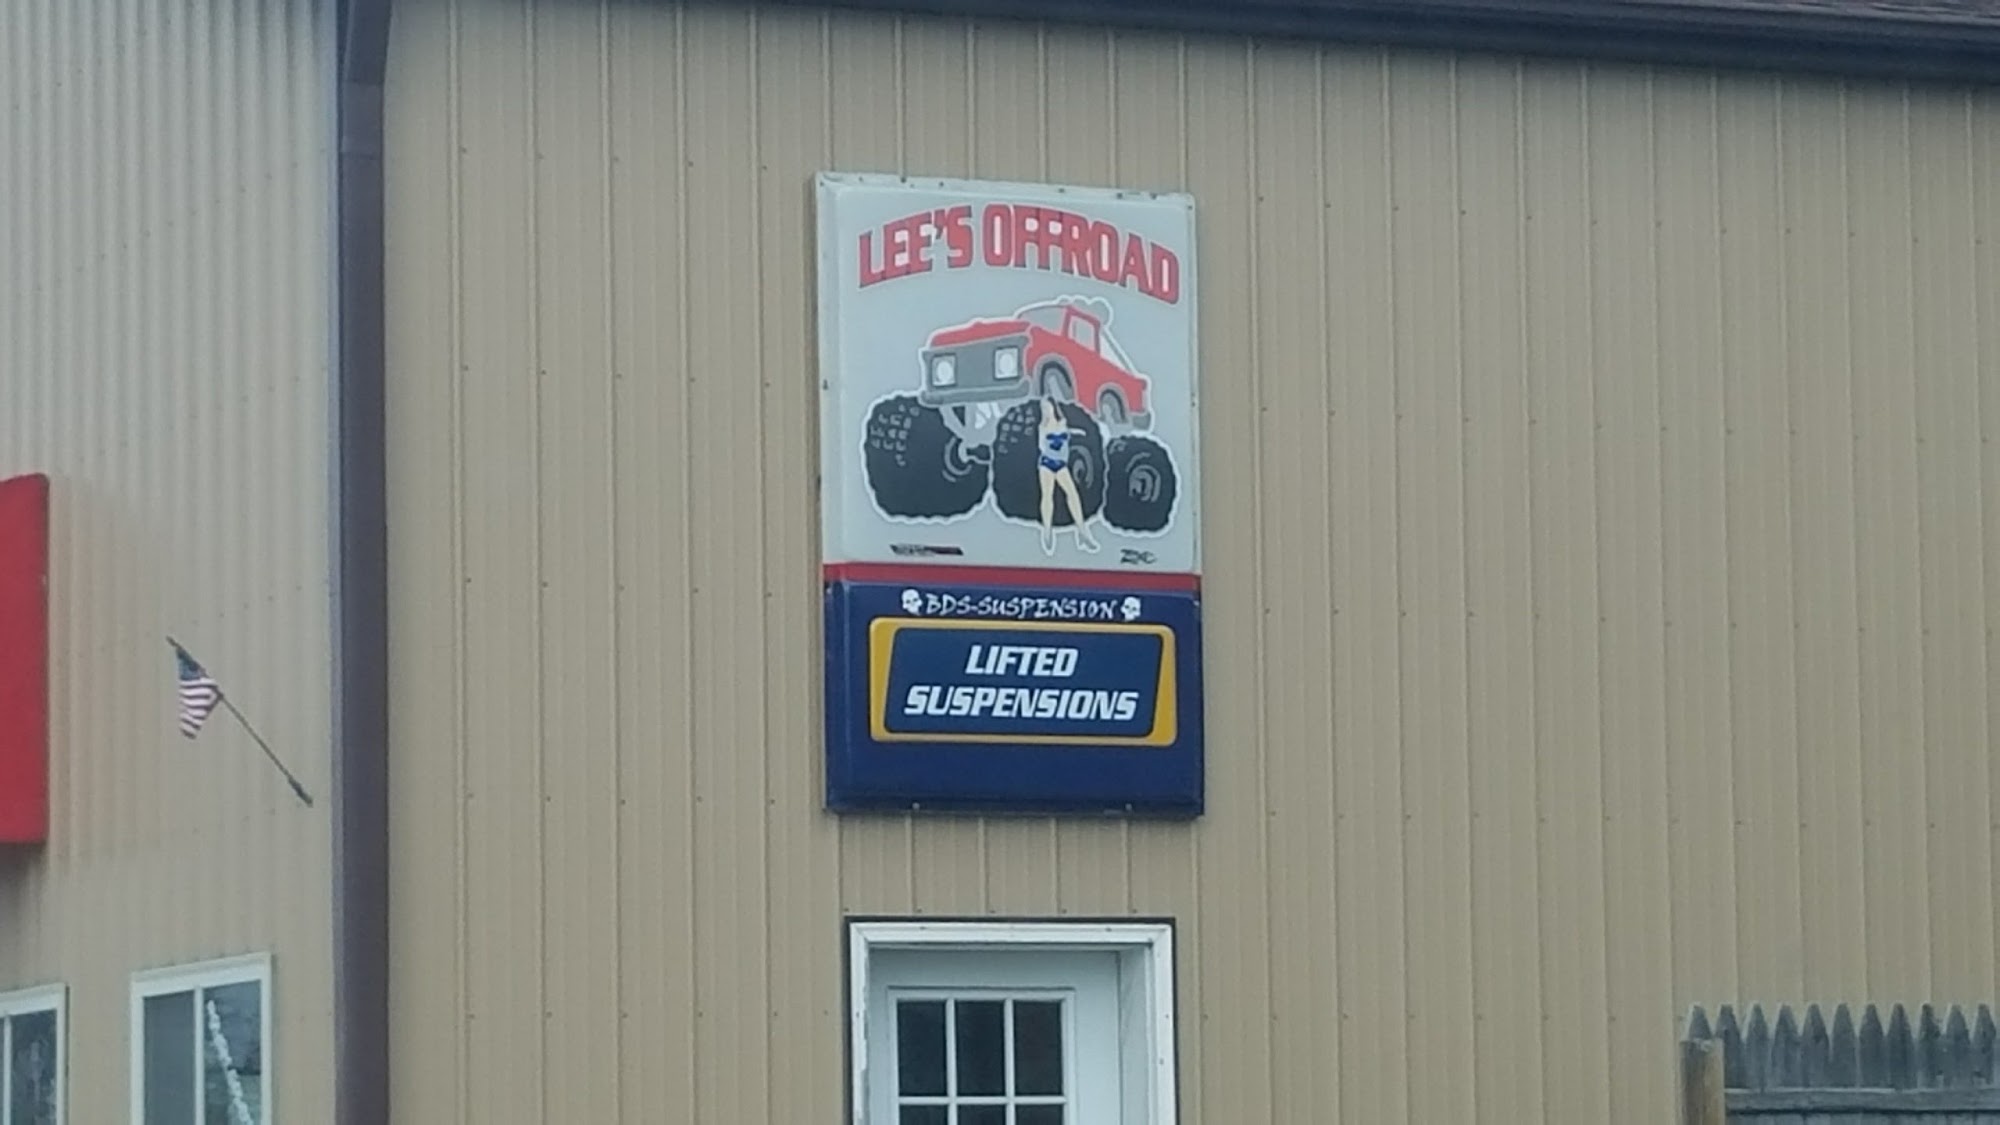 LEE'S OFFROAD
BDS-SUSPENSION
LIFTED
SUSPENSIONS